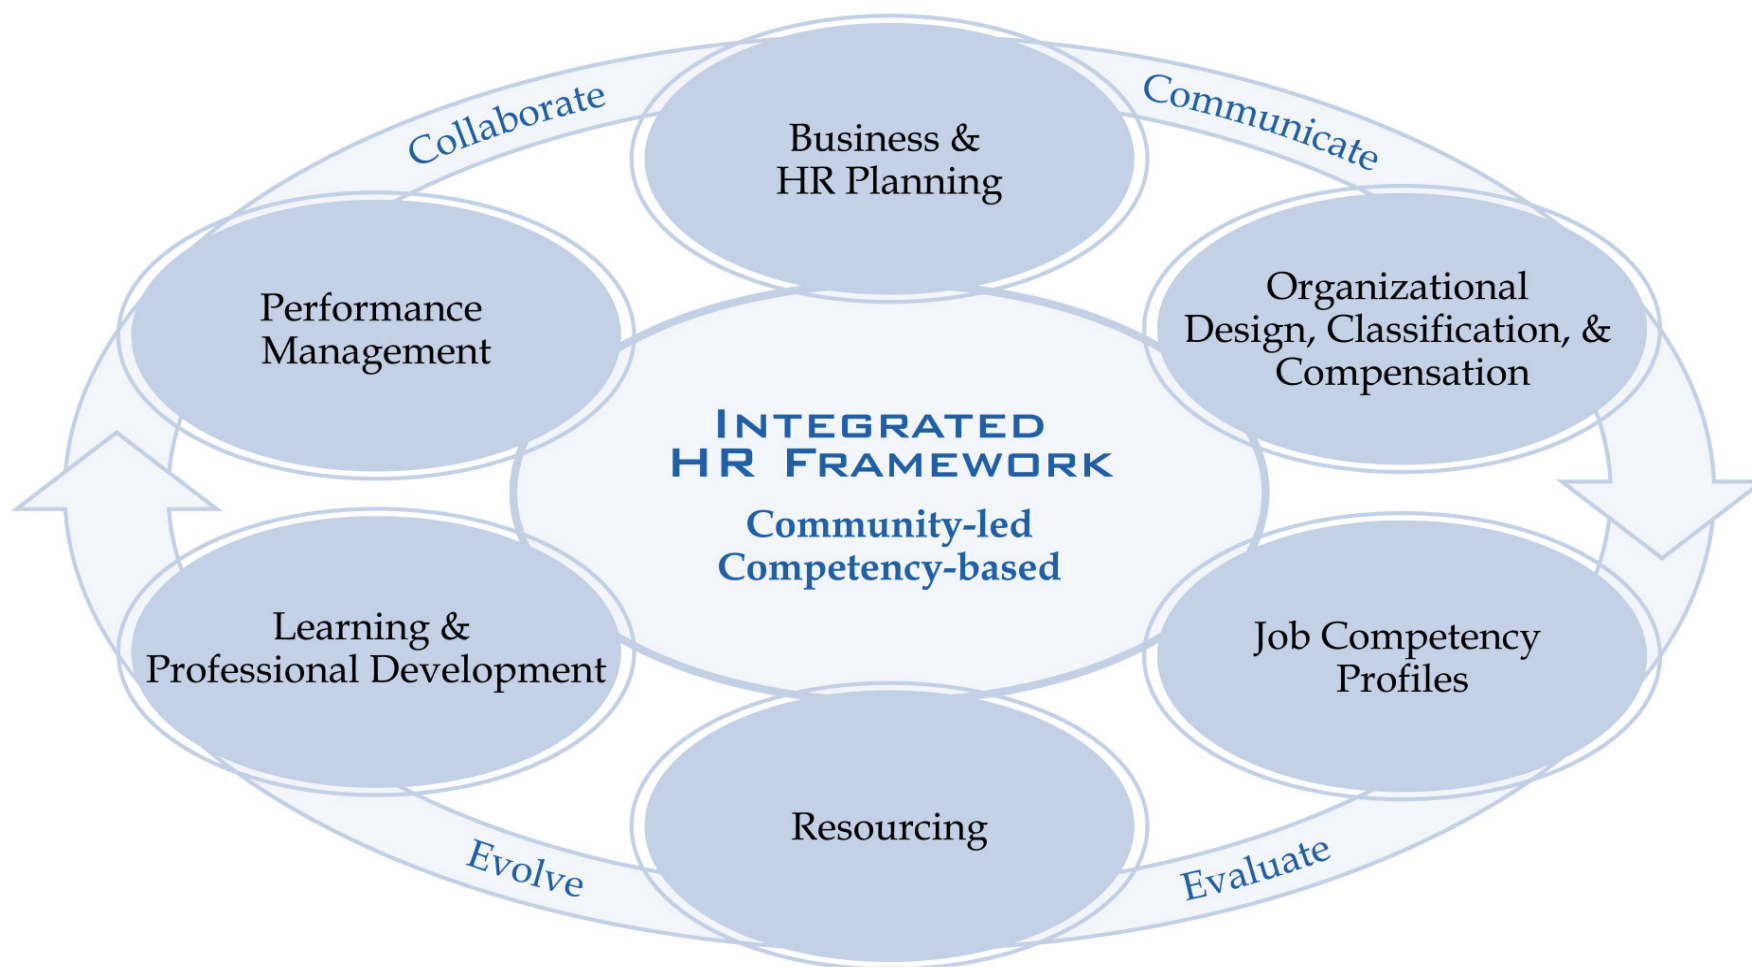 Collaborate
Communicate
Business &
HR Planning
Organizational
Design, Classification, &
Compensation
Performance
Management
INTEGRATED
HR FRAMEWORK
Community-led
Competency-based
Job Competency
Profiles
Learning &
Professional Development
Resourcing
Evolve
Evaluate